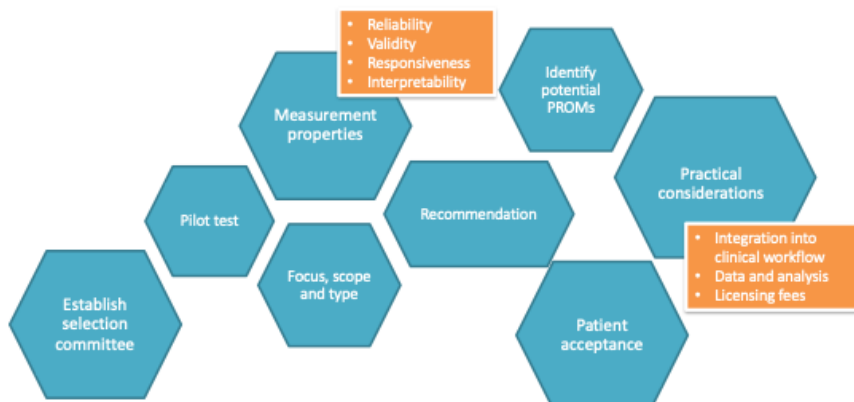 • Reliability
• Validity
• Responsiveness
• Interpretability
Identify
potential
PROMs
Measurement
properties
Practical
considerations
Pilot test
Recommendation
• Integration into
clinical workflow
• Data and analysis
• Licensing fees
Focus, scope
and type
Establish
selection
committee
Patient
acceptance